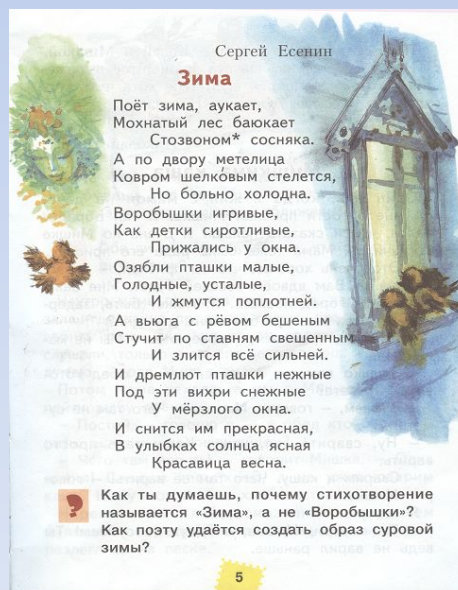 Сергей Есенин
Зима
Поёт зима, аукает,
Мохнатый лес баюкает
Стозвоном* сосняка.
А по двору метелица
Ковром шелко́вым стелется,
Но больно холодна.
Воробышки игривые,
Как детки сиротливые,
Прижались у окна.
Озябли пташки малые,
Голодные, усталые,
И жмутся поплотней.
А вьюга с рёвом бешеным
Стучит по ставням свешенным
И злится всё сильней.
И дремлют пташки нежные
Под эти вихри снежные
У мёрзлого окна.
И снится им прекрасная,
В улыбках солнца ясная
Красавица весна.
? Как ты думаешь, почему стихотворение
называется «Зима», а не «Воробышки»?
Как поэту удаётся создать образ суровой
зимы?
5